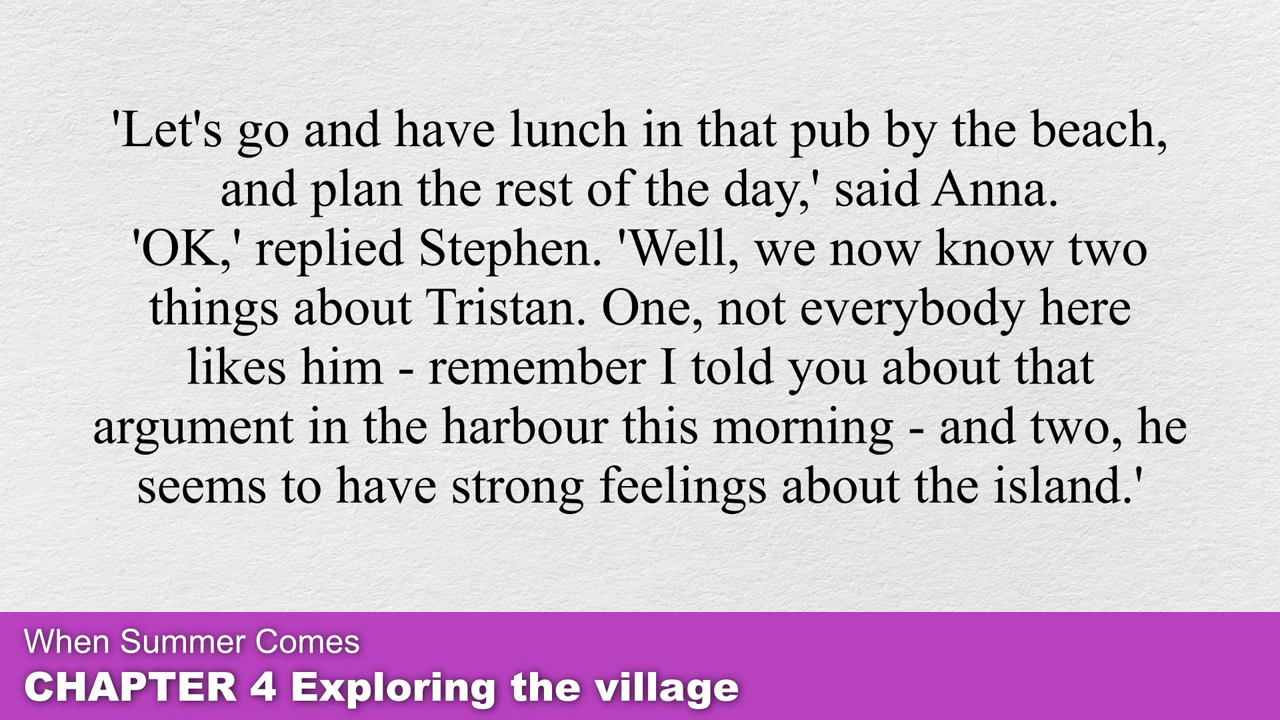 'Let's go and have lunch in that pub by the beach,
and plan the rest of the day,' said Anna.
'OK,' replied Stephen. 'Well, we now know two
things about Tristan. One, not everybody here
likes him - remember I told you about that
argument in the harbour this morning - and two, he
seems to have strong feelings about the island.'
When Summer Comes
CHAPTER 4 Exploring the village